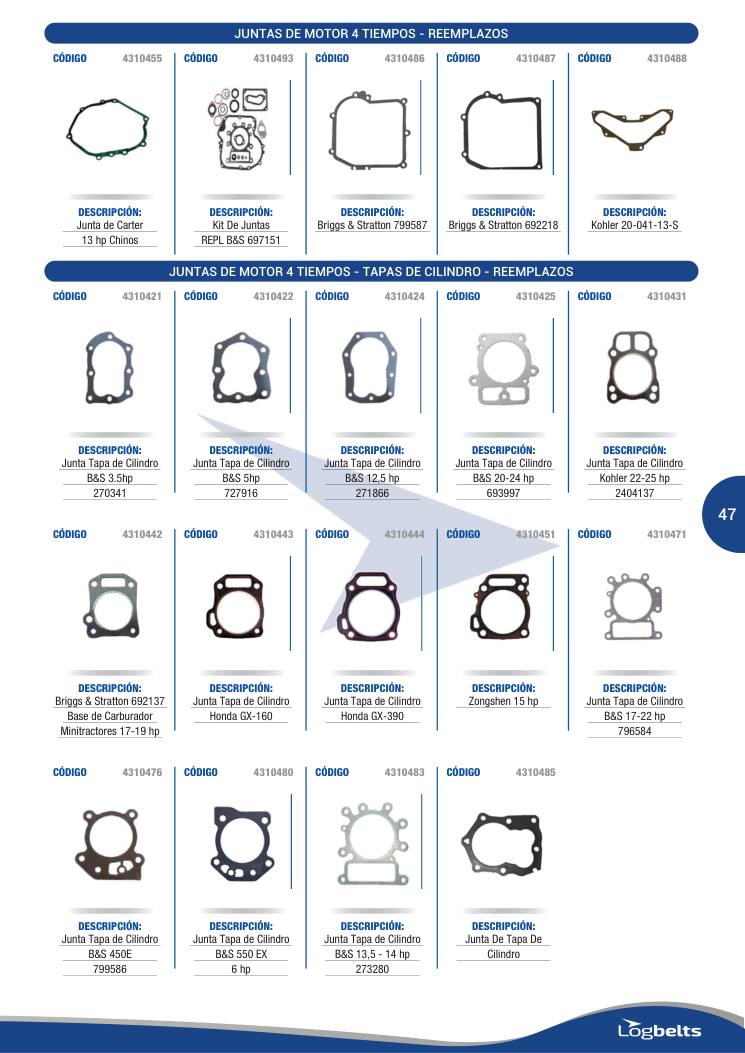 JUNTAS DE MOTOR 4 TIEMPOS - REEMPLAZOS
CÓDIGO 4310455
DESCRIPCIÓN:
Junta de Carter
13 hp Chinos
CÓDIGO 4310493
DESCRIPCIÓN:
Kit De Juntas
REPL B&S 697151
CÓDIGO 4310486
DESCRIPCIÓN:
Briggs & Stratton 799587
CÓDIGO 4310487
DESCRIPCIÓN:
Briggs & Stratton 692218
CÓDIGO 4310488
DESCRIPCIÓN:
Kohler 20-041-13-S
JUNTAS DE MOTOR 4 TIEMPOS - TAPAS DE CILINDRO - REEMPLAZOS
CÓDIGO 4310421
DESCRIPCIÓN:
Junta Tapa de Cilindro
B&S 3.5hp
270341
CÓDIGO 4310422
DESCRIPCIÓN:
Junta Tapa de Cilindro
B&S 5hp
727916
CÓDIGO 4310424
DESCRIPCIÓN:
Junta Tapa de Cilindro
B&S 12,5 hp
271866
CÓDIGO 4310425
DESCRIPCIÓN:
Junta Tapa de Cilindro
B&S 20-24 hp
693997
CÓDIGO 4310431
DESCRIPCIÓN:
Junta Tapa de Cilindro
Kohler 22-25 hp
2404137
47
CÓDIGO 4310442
DESCRIPCIÓN:
Briggs & Stratton 692137
Base de Carburador
Minitractores 17-19 hp
CÓDIGO 4310443
DESCRIPCIÓN:
Junta Tapa de Cilindro
Honda GX-160
CÓDIGO 4310444
DESCRIPCIÓN:
Junta Tapa de Cilindro
Honda GX-390
CÓDIGO 4310451
DESCRIPCIÓN:
Zongshen 15 hp
CÓDIGO 4310471
DESCRIPCIÓN:
Junta Tapa de Cilindro
B&S 17-22 hp
796584
CÓDIGO 4310476
DESCRIPCIÓN:
Junta Tapa de Cilindro
B&S 450E
799586
CÓDIGO 4310480
DESCRIPCIÓN:
Junta Tapa de Cilindro
B&S 550 EX
6 hp
CÓDIGO 4310483
DESCRIPCIÓN:
Junta Tapa de Cilindro
B&S 13,5 - 14 hp
273280
CÓDIGO 4310485
DESCRIPCIÓN:
Junta De Tapa De
Cilindro
Logbelts